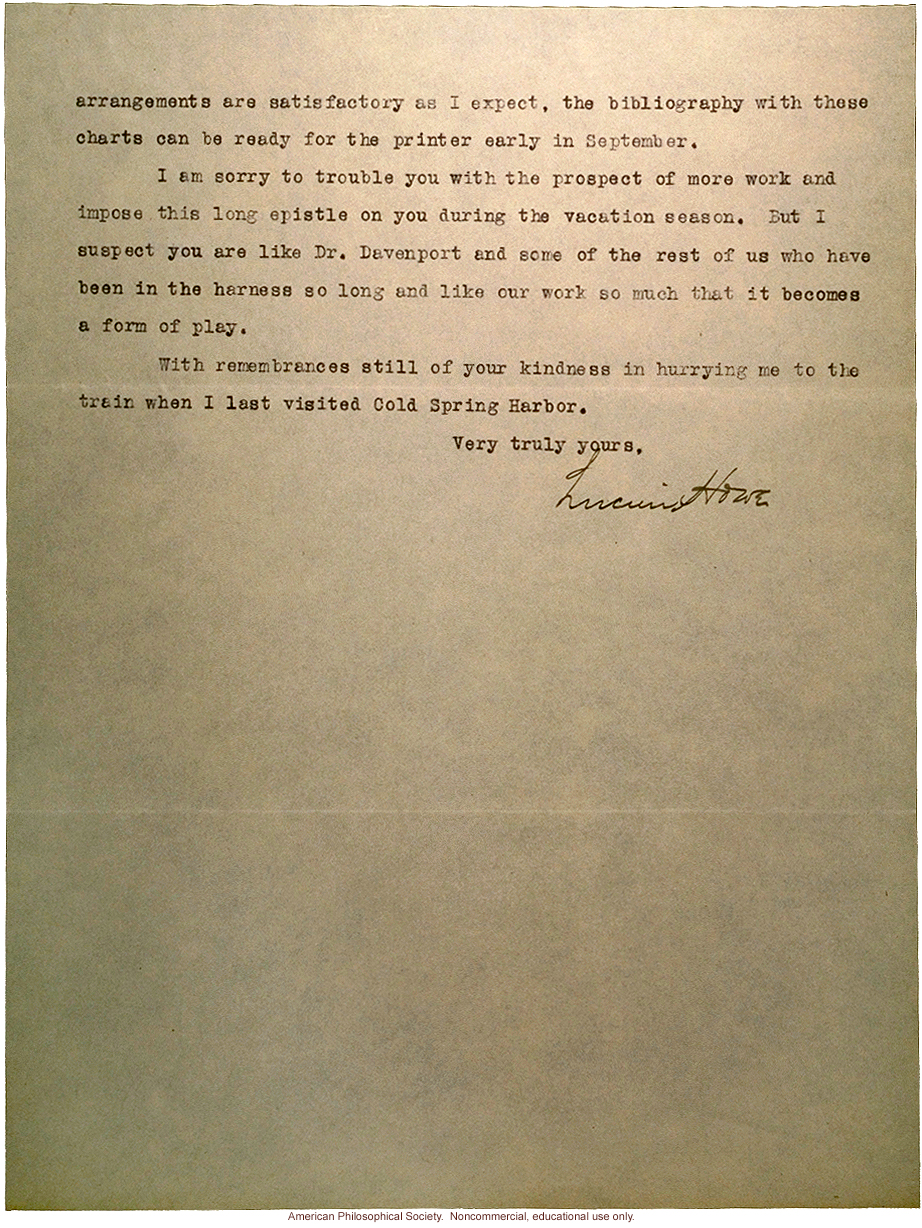 arrangements are satisfactory as I expect, the bibliography with these
charts can be ready for the printer early in September.
I am sorry to trouble you with the prospect of more work and
impose this long epistle on you during the vacation season. But I
suspect you are like Dr. Davenport and some of the rest of us who have
been in the harness so long and like our work so much that it becomes
a form of play.
With remembrances still of your kindness in hurrying me to the
train when I last visited Cold Spring Harbor.
Very truly yours,
Lucien Howe
American Philosophical Society. Noncommercial, educational use only.